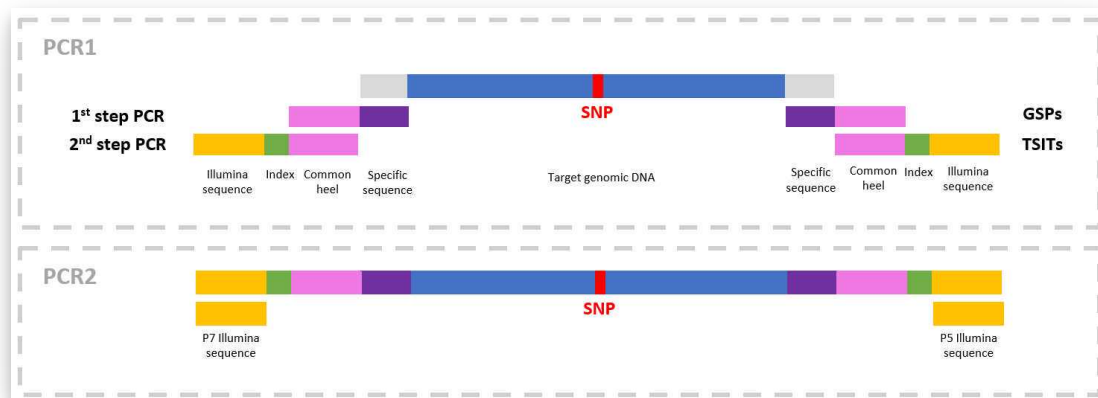 PCR1
SNP
1st step PCR
GSPs
2nd step PCR
TSITs
Illumina
sequence
Index
Common
heel
Specific
sequence
Target genomic DNA
Specific
sequence
Common
heel
Index
Illumina
sequence
PCR2
SNP
P7 Illumina
sequence
P5 Illumina
sequence